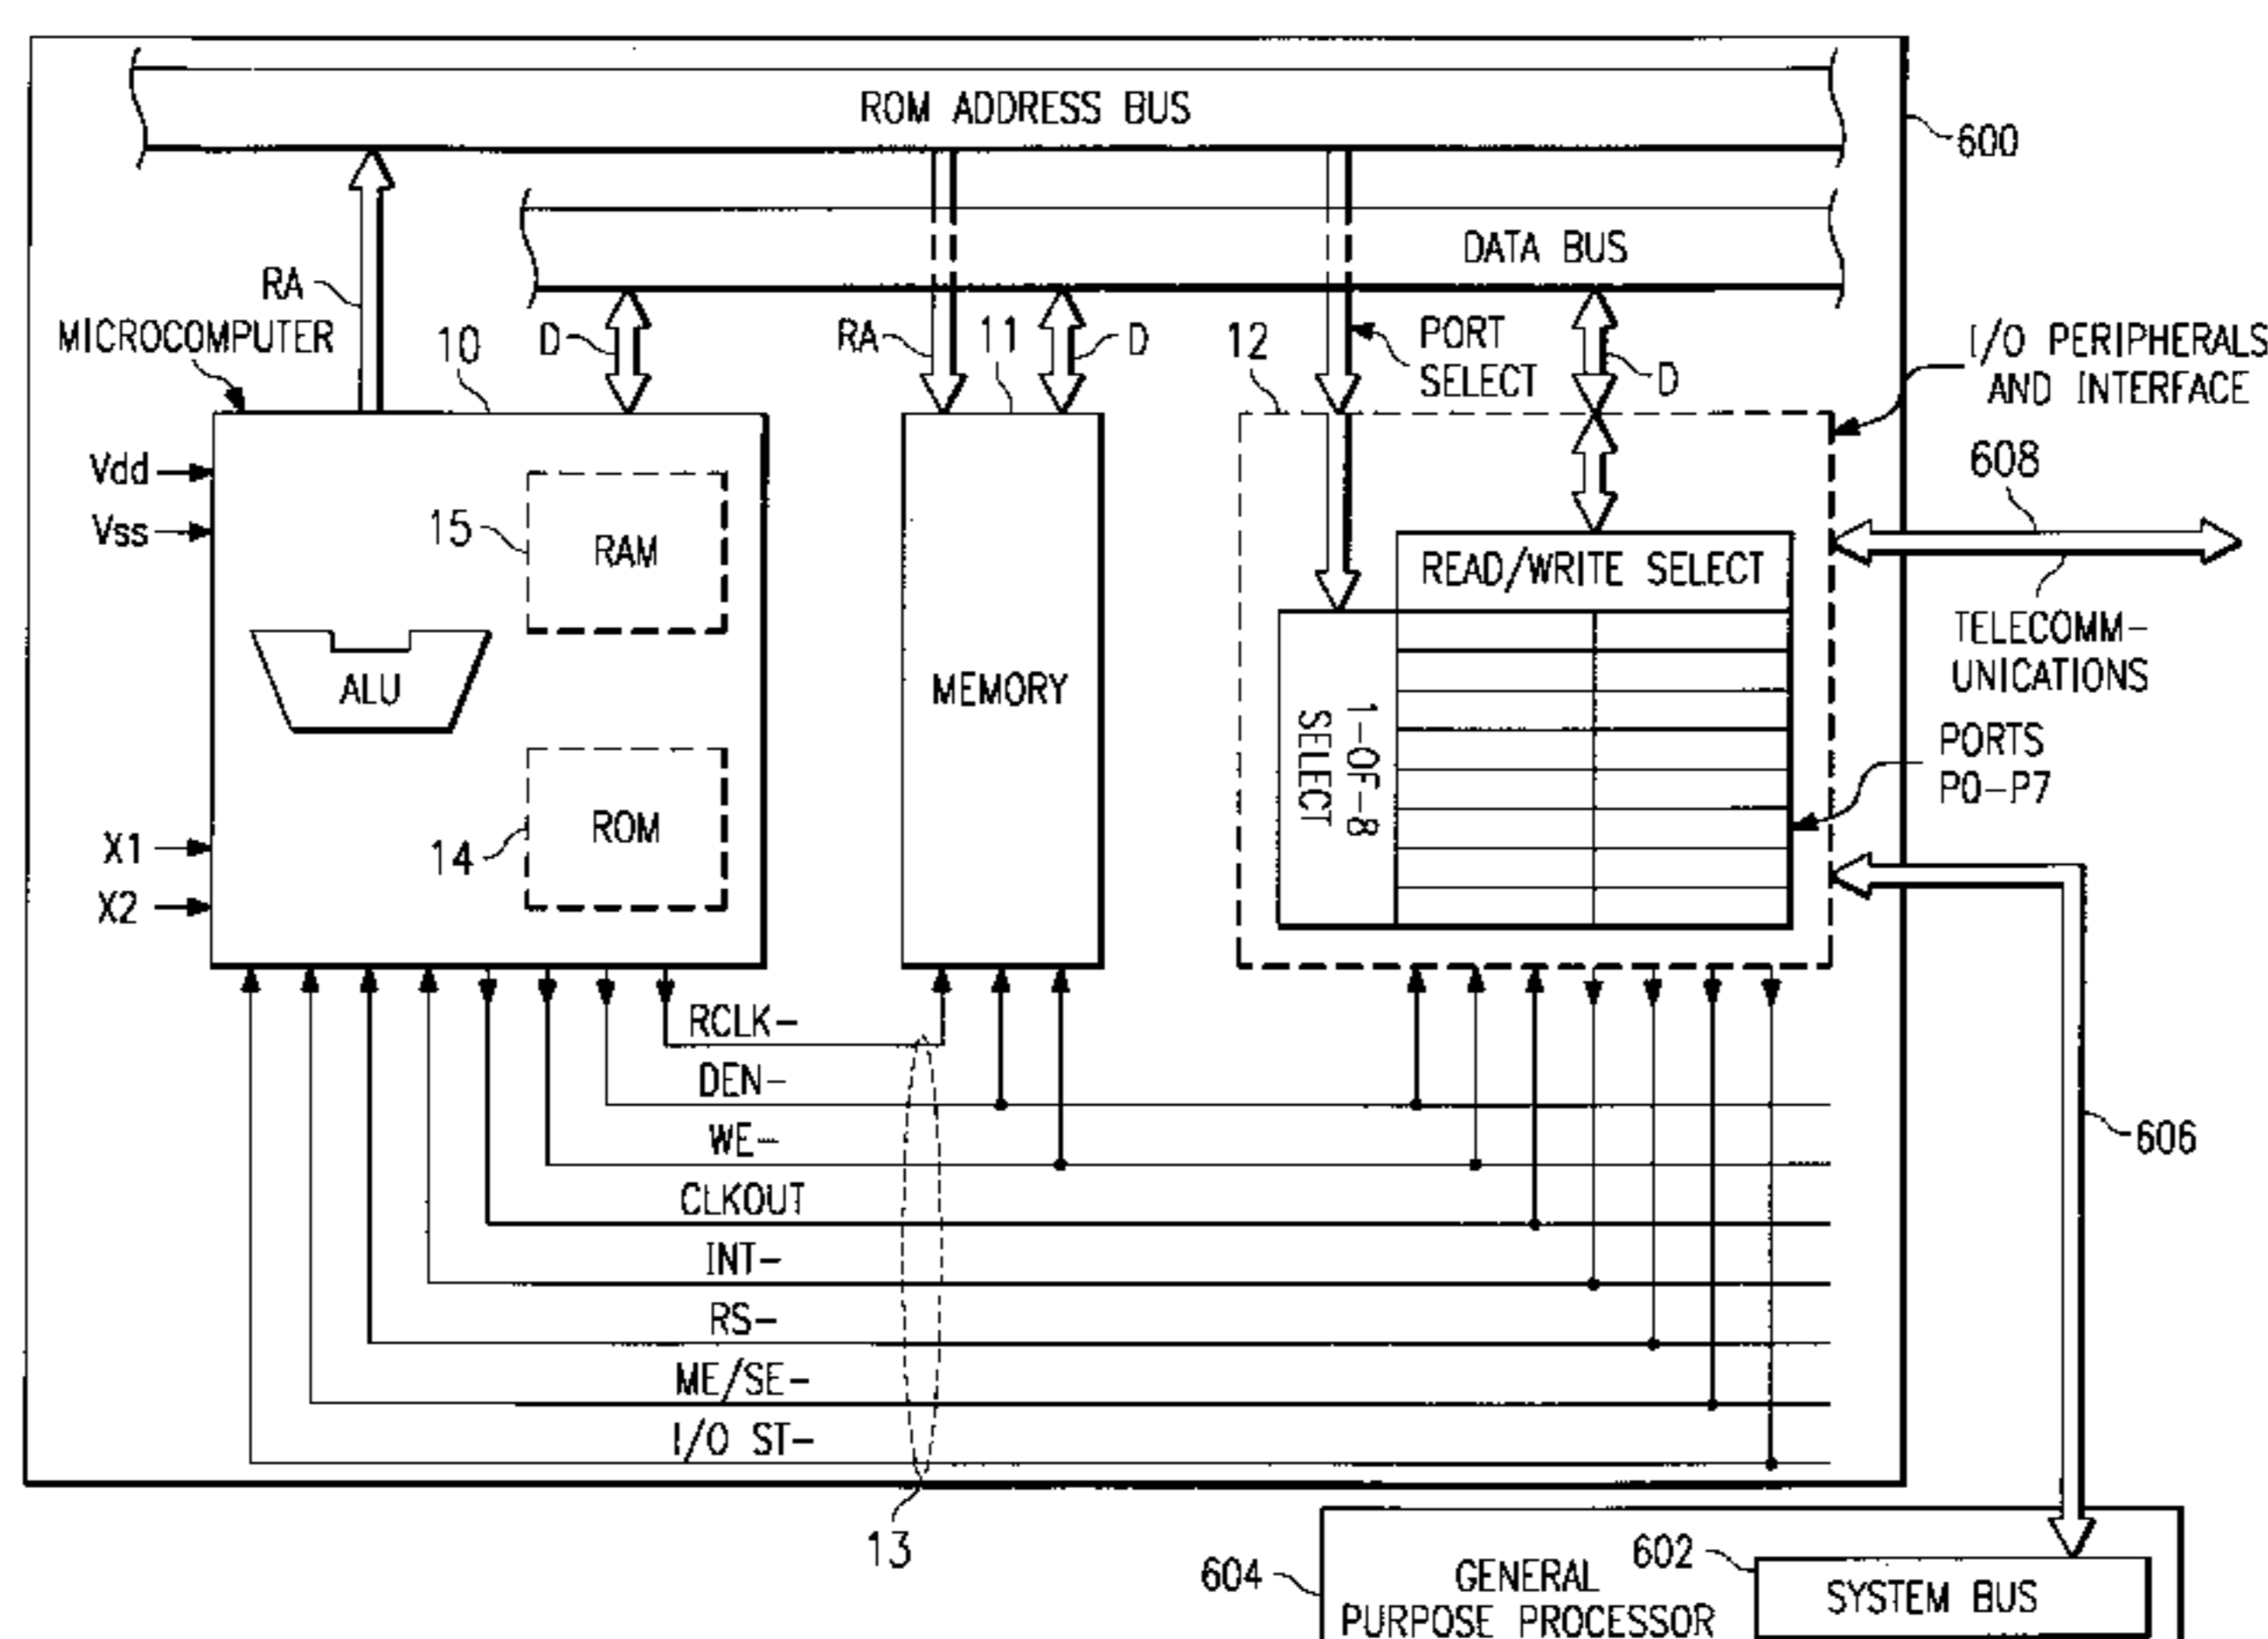 ROM ADDRESS BUS
600
DATA BUS
RA
MICROCOMPUTER
10
D
RA
11
D
12
PORT
SELECT
D
I/O PERIPHERALS
AND INTERFACE
Vdd
Vss
15
RAM
ALU
14
ROM
X1
X2
MEMORY
READ/WRITE SELECT
1-OF-8
SELECT
608
TELECOMM-
UNICATIONS
PORTS
P0-P7
606
RCLK-
DEN-
WE-
CLKOUT
INT-
RS-
ME/SE-
I/O ST-
13
604
GENERAL
PURPOSE PROCESSOR
602
SYSTEM BUS